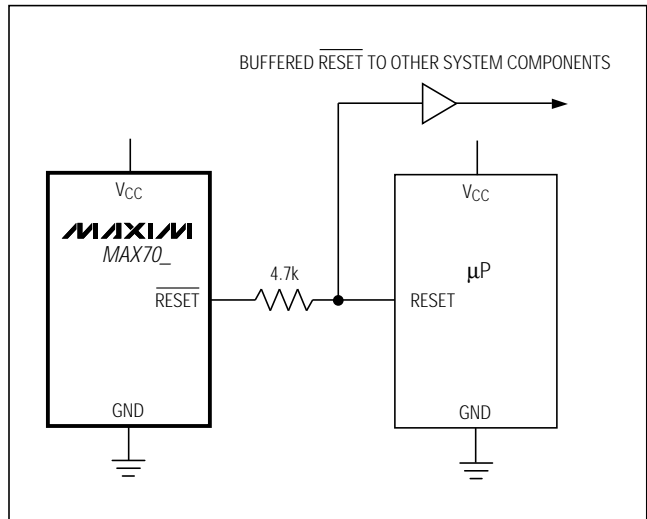 BUFFERED RESET TO OTHER SYSTEM COMPONENTS
VCC
VCC
MAXIM
MAX70_
μP
4.7k
RESET
RESET
GND
GND